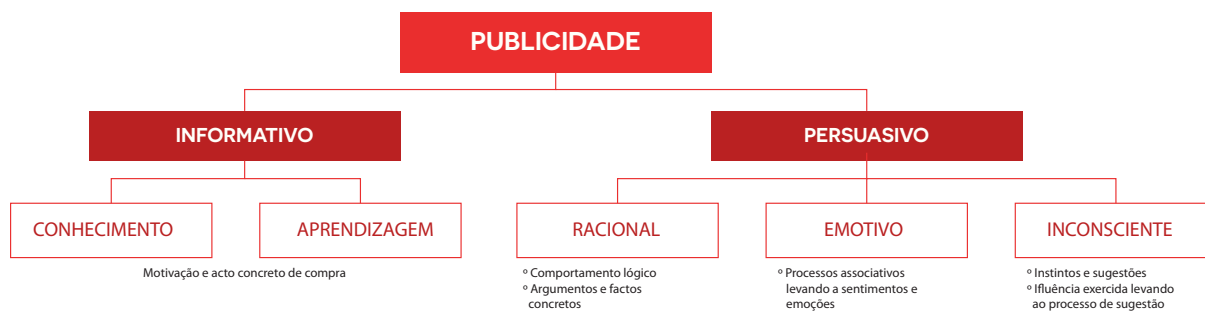 PUBLICIDADE
INFORMATIVO
PERSUASIVO
CONHECIMENTO
APRENDIZAGEM
RACIONAL
EMOTIVO
INCONSCIENTE
Motivação e acto concreto de compra
º Comportamento lógico
º Argumentos e factos
concretos
º Processos associativos
levando a sentimentos e
emoções
º Instintos e sugestões
º Ifluência exercida levando
ao processo de sugestão